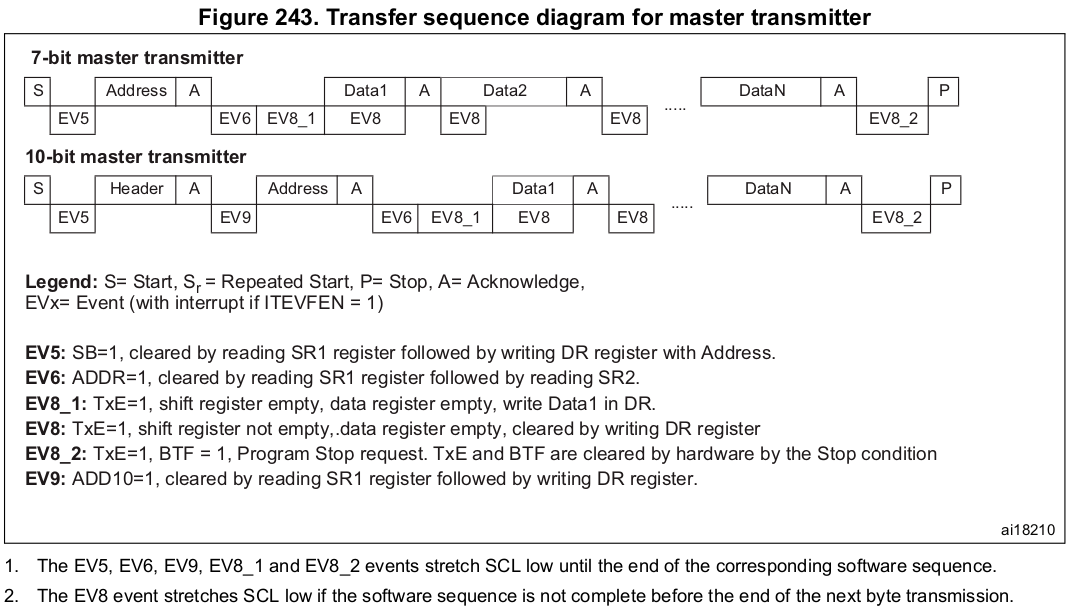 Figure 243. Transfer sequence diagram for master transmitter
7-bit master transmitter
S Address A Data1 A Data2 A ..... DataN A P
EV5 EV6 EV8_1 EV8 EV8 EV8 EV8_2
10-bit master transmitter
S Header A Address A Data1 A ..... DataN A P
EV5 EV9 EV6 EV8_1 EV8 EV8 EV8_2
Legend: S= Start, Sr = Repeated Start, P= Stop, A= Acknowledge,
EVx= Event (with interrupt if ITEVFEN = 1)
EV5: SB=1, cleared by reading SR1 register followed by writing DR register with Address.
EV6: ADDR=1, cleared by reading SR1 register followed by reading SR2.
EV8_1: TxE=1, shift register empty, data register empty, write Data1 in DR.
EV8: TxE=1, shift register not empty,.data register empty, cleared by writing DR register
EV8_2: TxE=1, BTF = 1, Program Stop request. TxE and BTF are cleared by hardware by the Stop condition
EV9: ADD10=1, cleared by reading SR1 register followed by writing DR register.
ai18210
1. The EV5, EV6, EV9, EV8_1 and EV8_2 events stretch SCL low until the end of the corresponding software sequence.
2. The EV8 event stretches SCL low if the software sequence is not complete before the end of the next byte transmission.